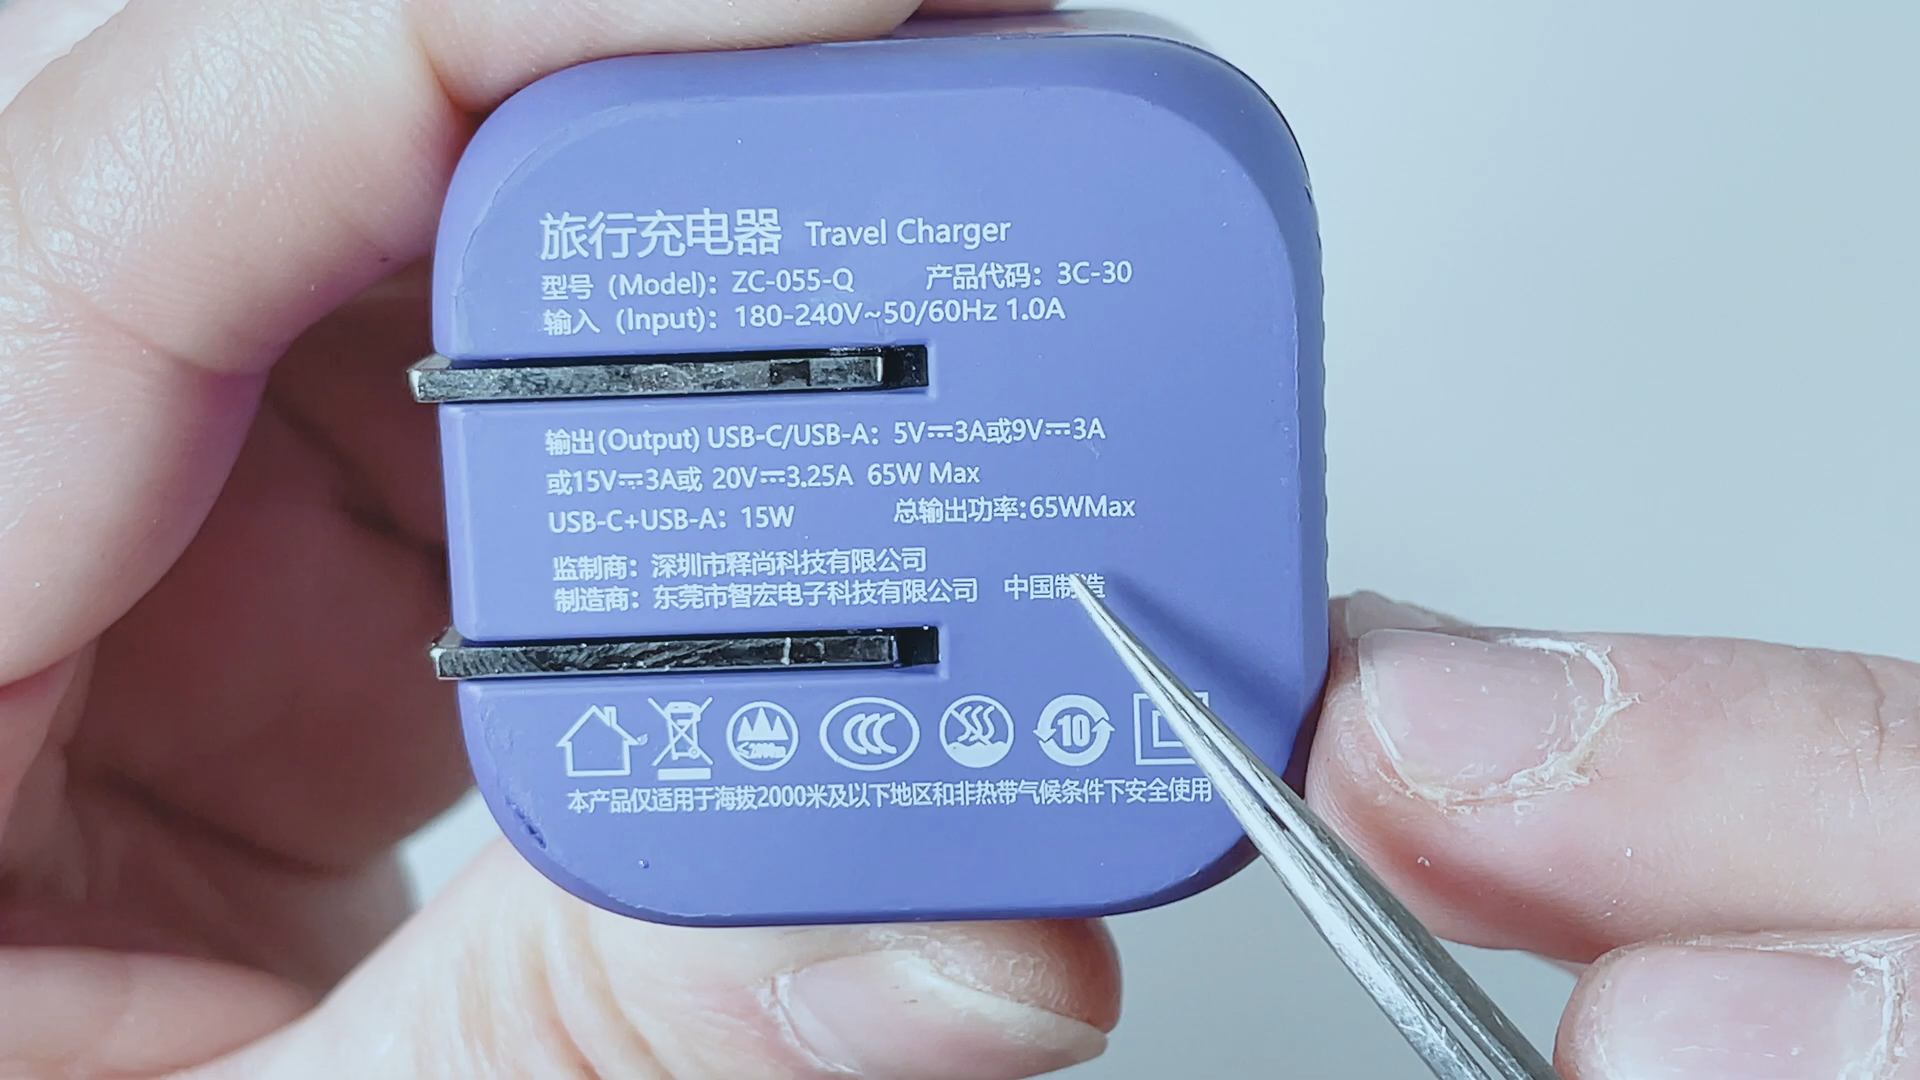 旅行充电器 Travel Charger
型号 (Model): ZC-055-Q 产品代码: 3C-30
输入 (Input): 180-240V~50/60Hz 1.0A
输出(Output) USB-C/USB-A: 5V⎓3A或9V⎓3A
或15V⎓3A或 20V⎓3.25A 65W Max
USB-C+USB-A: 15W 总输出功率:65WMax
监制商: 深圳市释尚科技有限公司
制造商: 东莞市智宏电子科技有限公司 中国制造
≤2000m CCC 10
本产品仅适用于海拔2000米及以下地区和非热带气候条件下安全使用